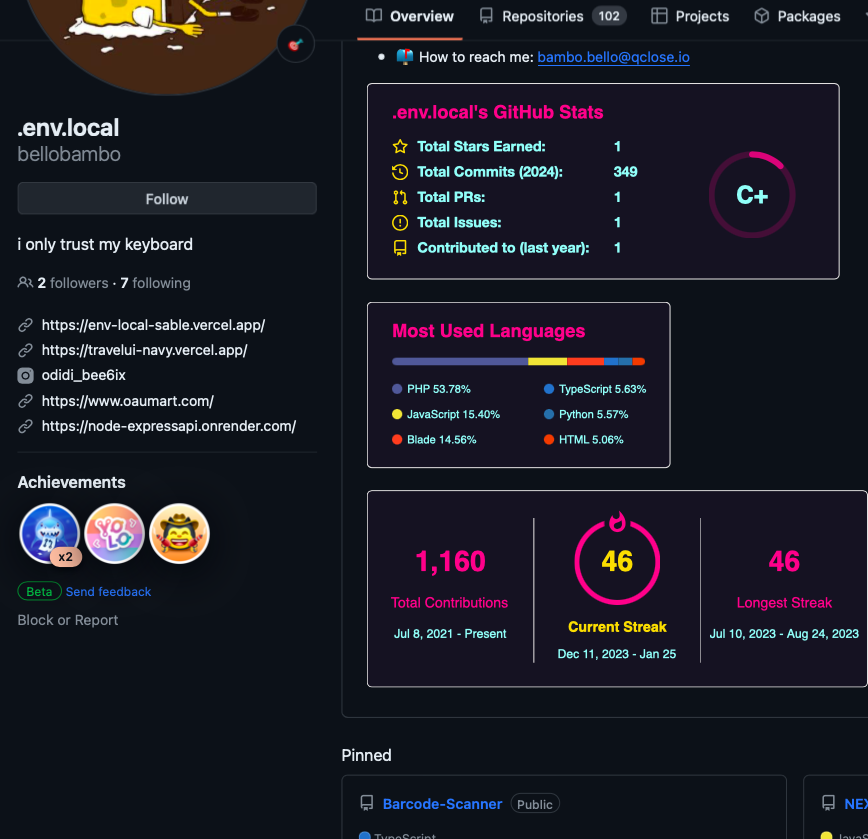 Overview
Repositories 102
Projects
Packages
How to reach me: bambo.bello@qclose.io
.env.local
bellobambo
Follow
i only trust my keyboard
2 followers · 7 following
https://env-local-sable.vercel.app/
https://travelui-navy.vercel.app/
odidi_bee6ix
https://www.oaumart.com/
https://node-expressapi.onrender.com/
Achievements
x2
YOLO
Beta Send feedback
Block or Report
.env.local's GitHub Stats
Total Stars Earned: 1
Total Commits (2024): 349
Total PRs: 1
Total Issues: 1
Contributed to (last year): 1
C+
Most Used Languages
PHP 53.78%
JavaScript 15.40%
Blade 14.56%
TypeScript 5.63%
Python 5.57%
HTML 5.06%
1,160
Total Contributions
Jul 8, 2021 - Present
46
Current Streak
Dec 11, 2023 - Jan 25
46
Longest Streak
Jul 10, 2023 - Aug 24, 2023
Pinned
Barcode-Scanner Public
TypeScript
NEX
JavaS